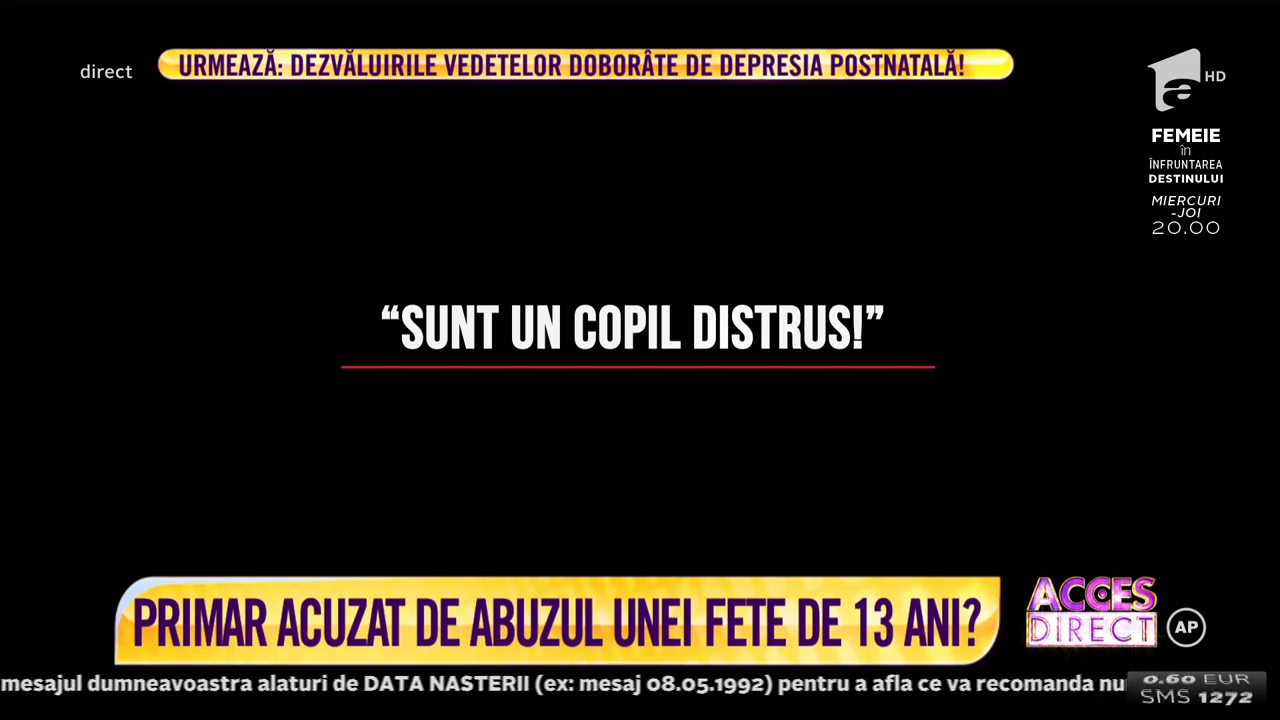 direct
URMEAZĂ: DEZVĂLUIRILE VEDETELOR DOBORÂTE DE DEPRESIA POSTNATALĂ!
a HD
FEMEIE
în
ÎNFRUNTAREA
DESTINULUI
MIERCURI
-JOI
20.00
“SUNT UN COPIL DISTRUS!”
PRIMAR ACUZAT DE ABUZUL UNEI FETE DE 13 ANI?
ACCES
DIRECT
AP
mesajul dumneavoastra alaturi de DATA NASTERII (ex: mesaj 08.05.1992) pentru a afla ce va recomanda nu
0.60 EUR
SMS 1272